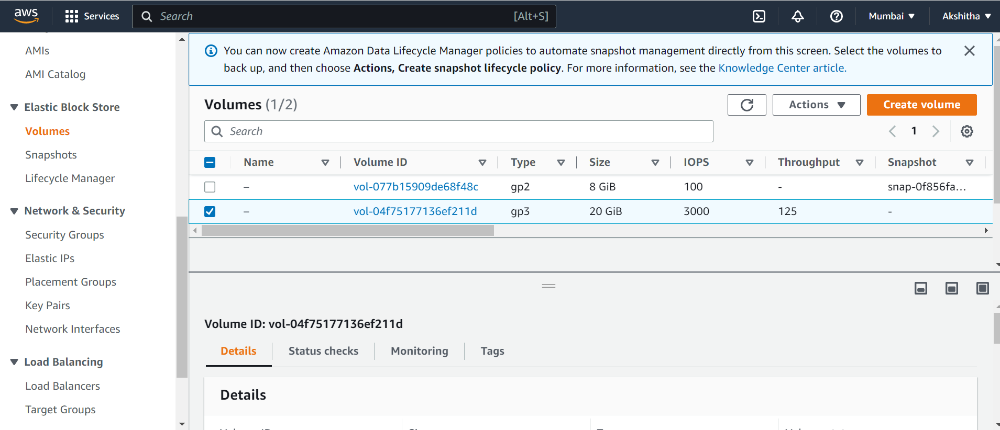 aws
Services
Search
[Alt+S]
Mumbai
Akshitha
AMIs
AMI Catalog
Elastic Block Store
Volumes
Snapshots
Lifecycle Manager
Network & Security
Security Groups
Elastic IPs
Placement Groups
Key Pairs
Network Interfaces
Load Balancing
Load Balancers
Target Groups
You can now create Amazon Data Lifecycle Manager policies to automate snapshot management directly from this screen. Select the volumes to
back up, and then choose Actions, Create snapshot lifecycle policy. For more information, see the Knowledge Center article.
Volumes (1/2)
Actions
Create volume
Search
1
Name Volume ID Type Size IOPS Throughput Snapshot
– vol-077b15909de68f48c gp2 8 GiB 100 - snap-0f856fa...
– vol-04f75177136ef211d gp3 20 GiB 3000 125 -
Volume ID: vol-04f75177136ef211d
Details Status checks Monitoring Tags
Details